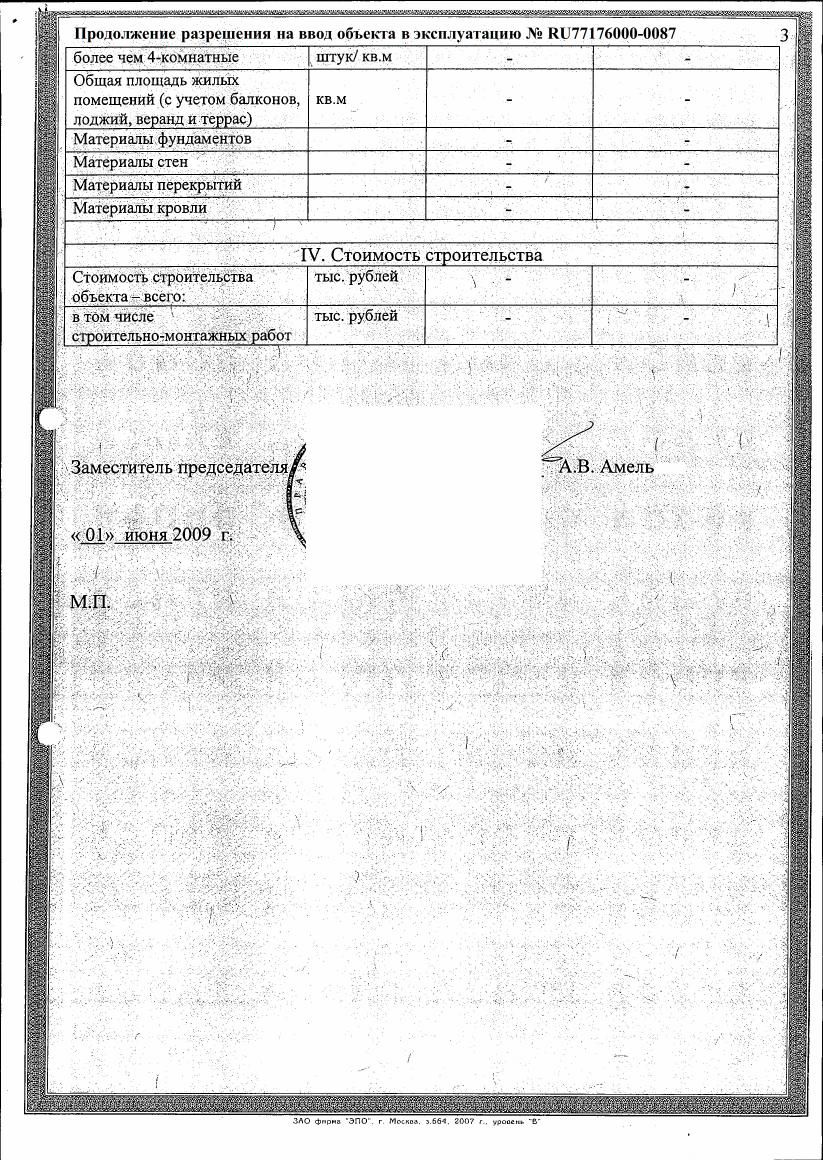 Продолжение разрешения на ввод объекта в эксплуатацию № RU77176000-0087 3
более чем 4-комнатные штук/ кв.м - -
Общая площадь жилых
помещений (с учетом балконов, кв.м - -
лоджий, веранд и террас)
Материалы фундаментов - -
Материалы стен - -
Материалы перекрытий - -
Материалы кровли - -
IV. Стоимость строительства
Стоимость строительства тыс. рублей - -
объекта – всего:
в том числе тыс. рублей - -
строительно-монтажных работ
Заместитель председателя А.В. Амель
П Р А
« 01» июня 2009 г.
М.П.
ЗАО фирма "ЭПО", г. Москва, з.664, 2007 г., уровень "В"